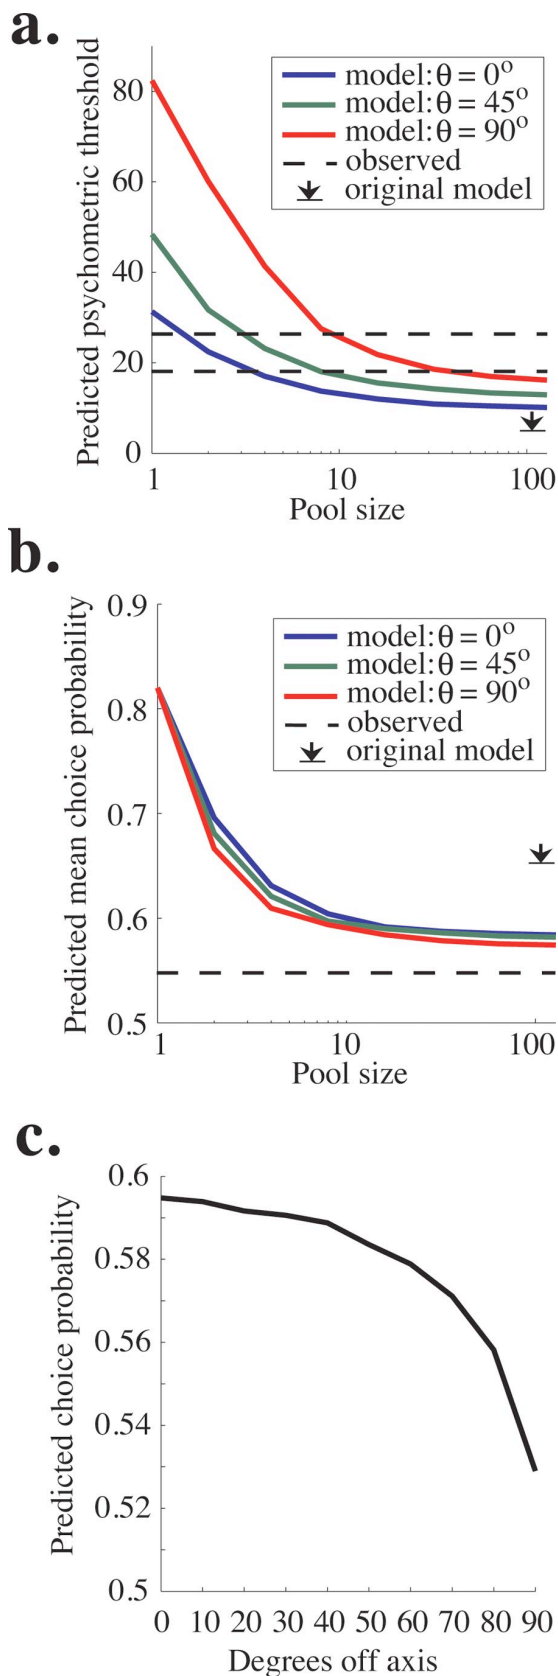 a.
Predicted psychometric threshold
80
60
40
20
0
model: θ = 0°
model: θ = 45°
model: θ = 90°
observed
original model
1
10
100
Pool size
b.
Predicted mean choice probability
0.9
0.8
0.7
0.6
0.5
model: θ = 0°
model: θ = 45°
model: θ = 90°
observed
original model
1
10
100
Pool size
c.
Predicted choice probability
0.6
0.58
0.56
0.54
0.52
0.5
0 10 20 30 40 50 60 70 80 90
Degrees off axis